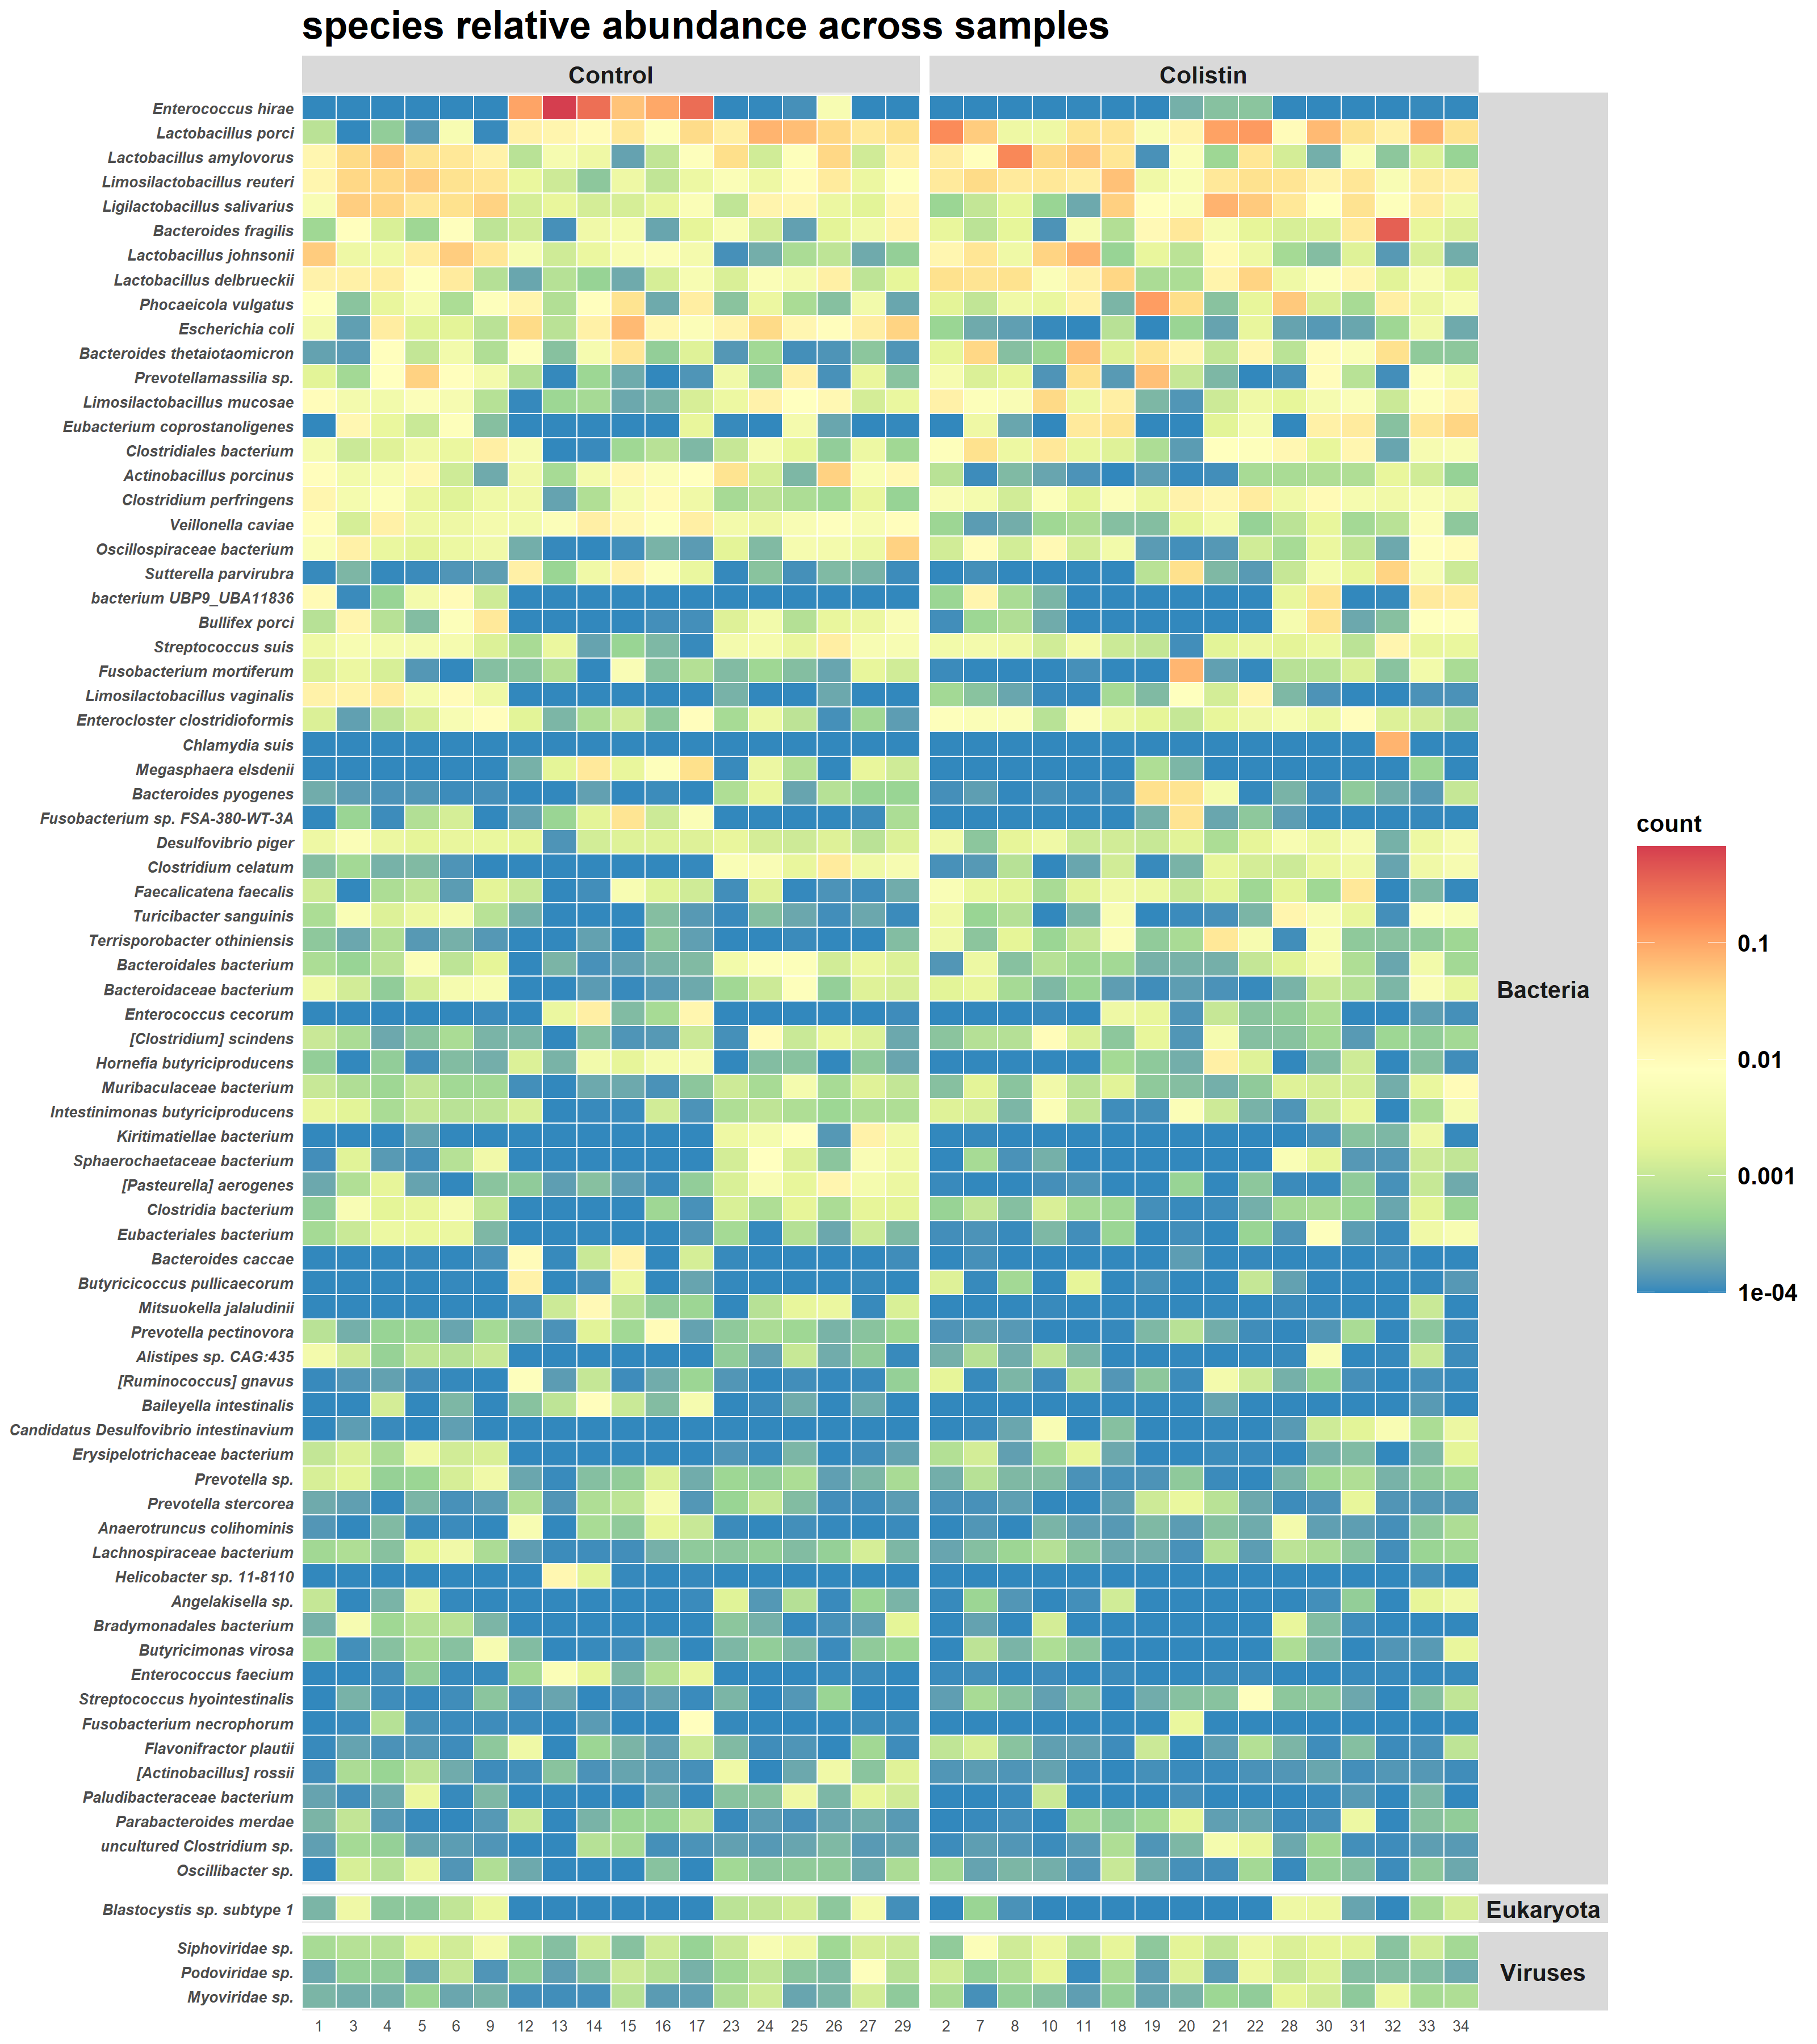 species relative abundance across samples
Control
Colistin
Enterococcus hirae
Lactobacillus porci
Lactobacillus amylovorus
Limosilactobacillus reuteri
Ligilactobacillus salivarius
Bacteroides fragilis
Lactobacillus johnsonii
Lactobacillus delbrueckii
Phocaeicola vulgatus
Escherichia coli
Bacteroides thetaiotaomicron
Prevotellamassilia sp.
Limosilactobacillus mucosae
Eubacterium coprostanoligenes
Clostridiales bacterium
Actinobacillus porcinus
Clostridium perfringens
Veillonella caviae
Oscillospiraceae bacterium
Sutterella parvirubra
bacterium UBP9_UBA11836
Bullifex porci
Streptococcus suis
Fusobacterium mortiferum
Limosilactobacillus vaginalis
Enterocloster clostridioformis
Chlamydia suis
Megasphaera elsdenii
Bacteroides pyogenes
Fusobacterium sp. FSA-380-WT-3A
Desulfovibrio piger
Clostridium celatum
Faecalicatena faecalis
Turicibacter sanguinis
Terrisporobacter othiniensis
Bacteroidales bacterium
Bacteroidaceae bacterium
Enterococcus cecorum
[Clostridium] scindens
Hornefia butyriciproducens
Muribaculaceae bacterium
Intestinimonas butyriciproducens
Kiritimatiellae bacterium
Sphaerochaetaceae bacterium
[Pasteurella] aerogenes
Clostridia bacterium
Eubacteriales bacterium
Bacteroides caccae
Butyricicoccus pullicaecorum
Mitsuokella jalaludinii
Prevotella pectinovora
Alistipes sp. CAG:435
[Ruminococcus] gnavus
Baileyella intestinalis
Candidatus Desulfovibrio intestinavium
Erysipelotrichaceae bacterium
Prevotella sp.
Prevotella stercorea
Anaerotruncus colihominis
Lachnospiraceae bacterium
Helicobacter sp. 11-8110
Angelakisella sp.
Bradymonadales bacterium
Butyricimonas virosa
Enterococcus faecium
Streptococcus hyointestinalis
Fusobacterium necrophorum
Flavonifractor plautii
[Actinobacillus] rossii
Paludibacteraceae bacterium
Parabacteroides merdae
uncultured Clostridium sp.
Oscillibacter sp.
Blastocystis sp. subtype 1
Siphoviridae sp.
Podoviridae sp.
Myoviridae sp.
1 3 4 5 6 9 12 13 14 15 16 17 23 24 25 26 27 29
2 7 8 10 11 18 19 20 21 22 28 30 31 32 33 34
Bacteria
Eukaryota
Viruses
count
0.1
0.01
0.001
1e-04